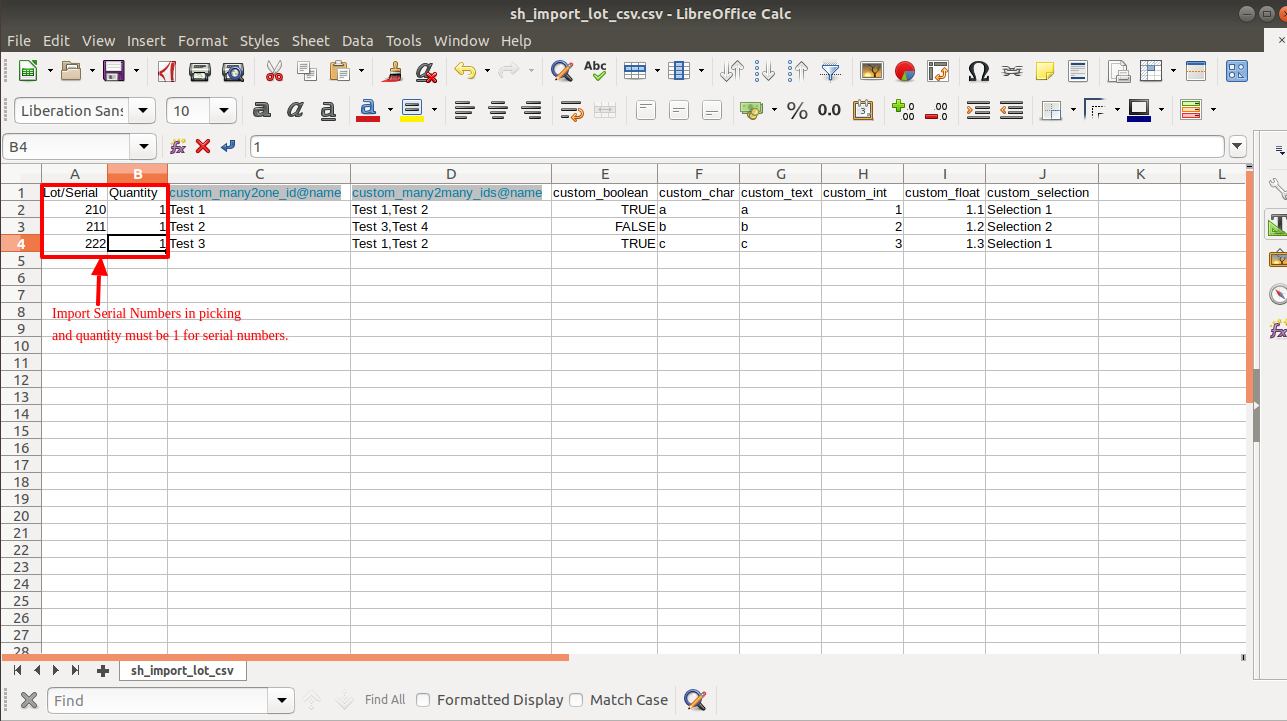 sh_import_lot_csv.csv - LibreOffice Calc
File Edit View Insert Format Styles Sheet Data Tools Window Help
Abc
Liberation Sans 10 a a a a % 0.0
B4 1
A B C D E F G H I J K L
1 Lot/Serial Quantity custom_many2one_id@name custom_many2many_ids@name custom_boolean custom_char custom_text custom_int custom_float custom_selection
2 210 1 Test 1 Test 1,Test 2 TRUE a a 1 1.1 Selection 1
3 211 1 Test 2 Test 3,Test 4 FALSE b b 2 1.2 Selection 2
4 222 1 Test 3 Test 1,Test 2 TRUE c c 3 1.3 Selection 1
5
6
7
8 Import Serial Numbers in picking
9 and quantity must be 1 for serial numbers.
10
11
12
13
14
15
16
17
18
19
20
21
22
23
24
25
26
27
28
sh_import_lot_csv
Find Find All Formatted Display Match Case